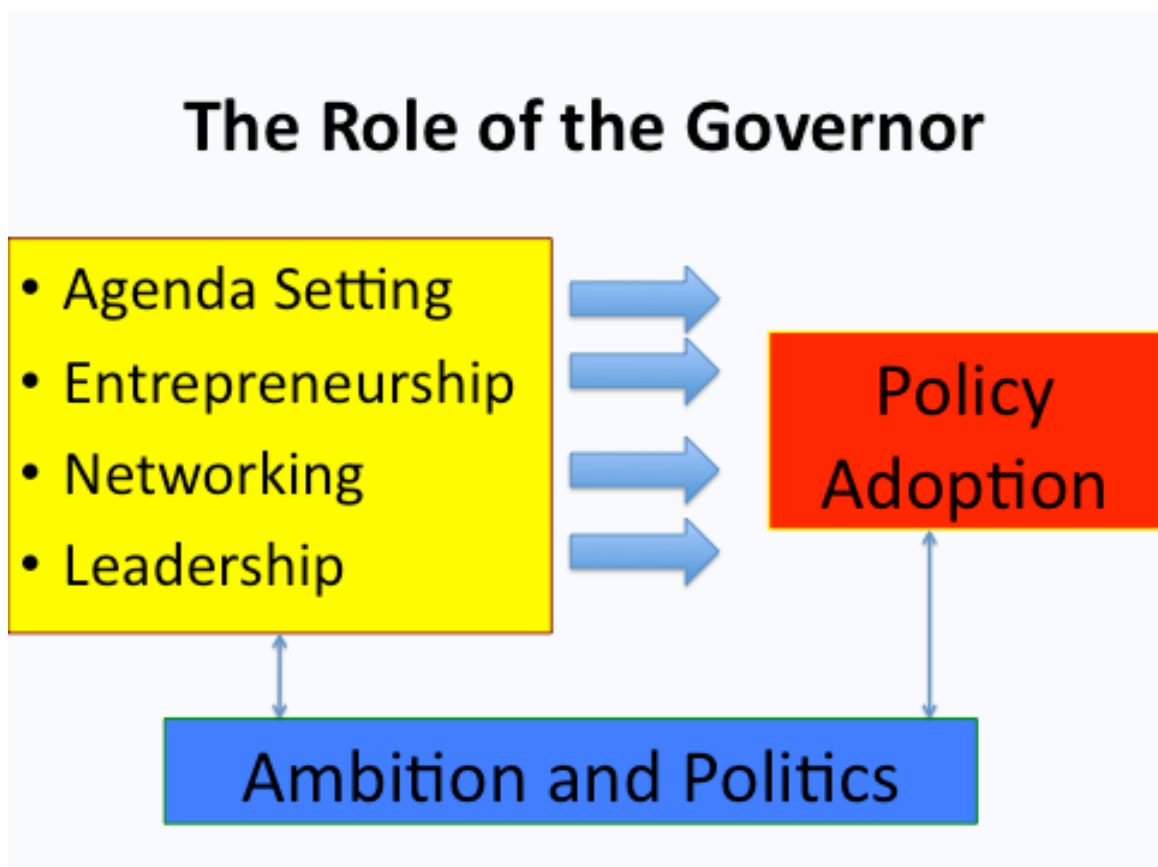 The Role of the Governor
• Agenda Setting
• Entrepreneurship
• Networking
• Leadership
Policy
Adoption
Ambition and Politics